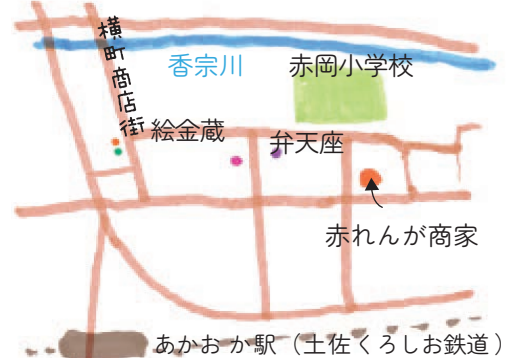 横町商店街
香宗川
赤岡小学校
絵金蔵
弁天座
赤れんが商家
あかおか駅（土佐くろしお鉄道）